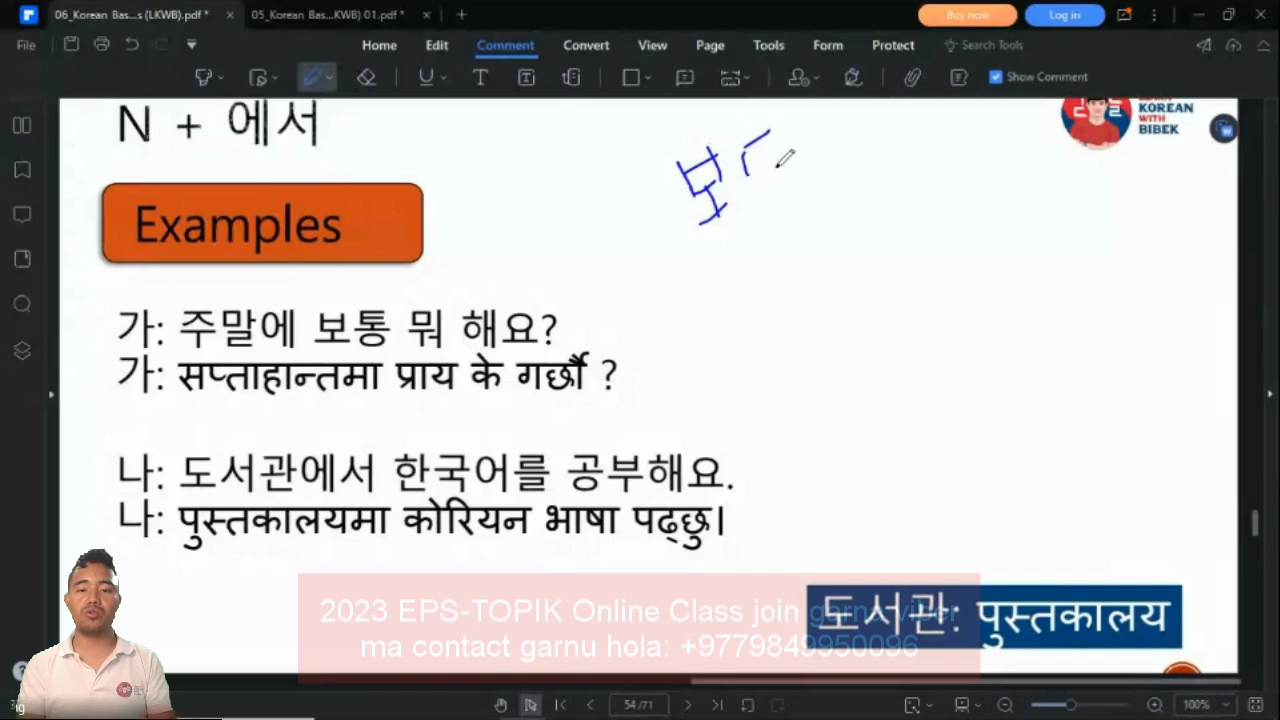 06_Korean Bas...s (LKWB).pdf *
05_Korean Bas....KWB) 01.pdf *
Buy now
Log in
File
Home
Edit
Comment
Convert
View
Page
Tools
Form
Protect
Search Tools
Show Comment
N + 에서
KOREAN
WITH
BIBEK
Examples
가: 주말에 보통 뭐 해요?
가: सप्ताहान्तमा प्राय के गर्छौ ?
나: 도서관에서 한국어를 공부해요.
나: पुस्तकालयमा कोरियन भाषा पढ्छु।
도서관: पुस्तकालय
2023 EPS-TOPIK Online Class join garna viber
ma contact garnu hola: +9779849950096
54/71
100%